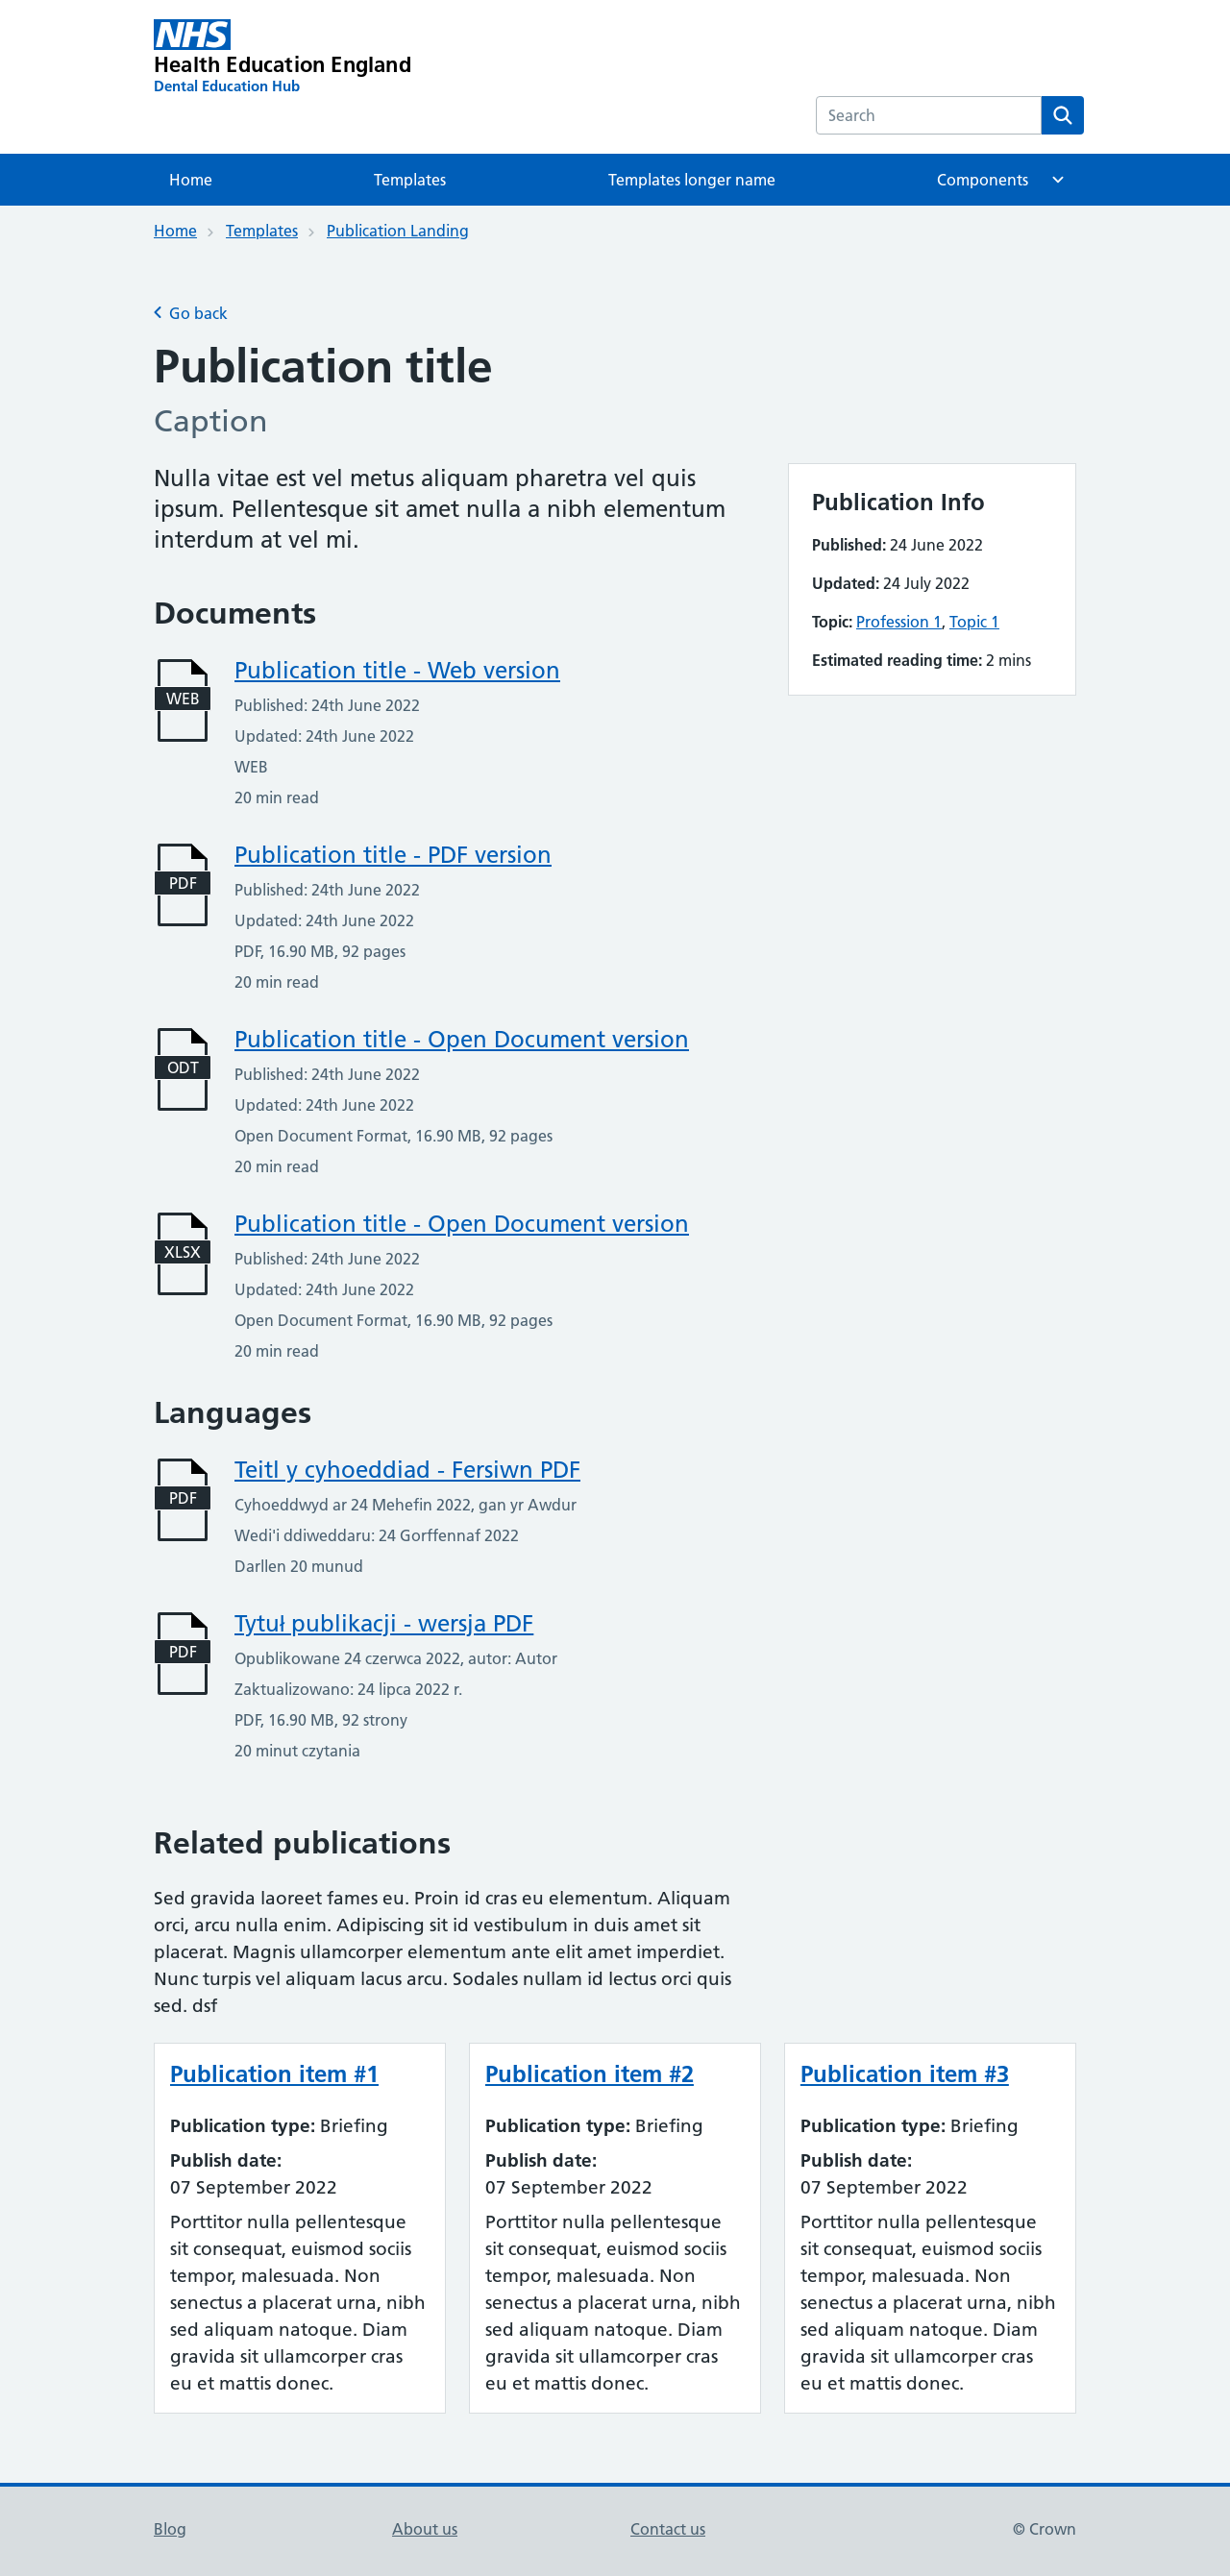 NHS
Health Education England
Dental Education Hub
Search
Home
Templates
Templates longer name
Components
Home
Templates
Publication Landing
Go back
Publication title
Caption
Nulla vitae est vel metus aliquam pharetra vel quis
ipsum. Pellentesque sit amet nulla a nibh elementum
interdum at vel mi.
Publication Info
Published: 24 June 2022
Updated: 24 July 2022
Topic: Profession 1, Topic 1
Estimated reading time: 2 mins
Documents
WEB
Publication title - Web version
Published: 24th June 2022
Updated: 24th June 2022
WEB
20 min read
PDF
Publication title - PDF version
Published: 24th June 2022
Updated: 24th June 2022
PDF, 16.90 MB, 92 pages
20 min read
ODT
Publication title - Open Document version
Published: 24th June 2022
Updated: 24th June 2022
Open Document Format, 16.90 MB, 92 pages
20 min read
XLSX
Publication title - Open Document version
Published: 24th June 2022
Updated: 24th June 2022
Open Document Format, 16.90 MB, 92 pages
20 min read
Languages
PDF
Teitl y cyhoeddiad - Fersiwn PDF
Cyhoeddwyd ar 24 Mehefin 2022, gan yr Awdur
Wedi'i ddiweddaru: 24 Gorffennaf 2022
Darllen 20 munud
PDF
Tytuł publikacji - wersja PDF
Opublikowane 24 czerwca 2022, autor: Autor
Zaktualizowano: 24 lipca 2022 r.
PDF, 16.90 MB, 92 strony
20 minut czytania
Related publications
Sed gravida laoreet fames eu. Proin id cras eu elementum. Aliquam
orci, arcu nulla enim. Adipiscing sit id vestibulum in duis amet sit
placerat. Magnis ullamcorper elementum ante elit amet imperdiet.
Nunc turpis vel aliquam lacus arcu. Sodales nullam id lectus orci quis
sed. dsf
Publication item #1
Publication type: Briefing
Publish date:
07 September 2022
Porttitor nulla pellentesque
sit consequat, euismod sociis
tempor, malesuada. Non
senectus a placerat urna, nibh
sed aliquam natoque. Diam
gravida sit ullamcorper cras
eu et mattis donec.
Publication item #2
Publication type: Briefing
Publish date:
07 September 2022
Porttitor nulla pellentesque
sit consequat, euismod sociis
tempor, malesuada. Non
senectus a placerat urna, nibh
sed aliquam natoque. Diam
gravida sit ullamcorper cras
eu et mattis donec.
Publication item #3
Publication type: Briefing
Publish date:
07 September 2022
Porttitor nulla pellentesque
sit consequat, euismod sociis
tempor, malesuada. Non
senectus a placerat urna, nibh
sed aliquam natoque. Diam
gravida sit ullamcorper cras
eu et mattis donec.
Blog
About us
Contact us
© Crown